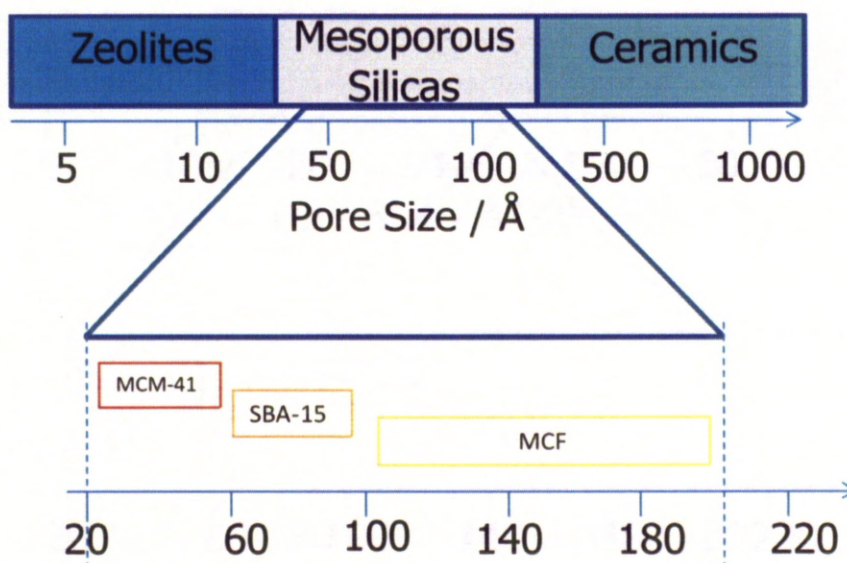 Zeolites
Mesoporous
Silicas
Ceramics
5 10 50 100 500 1000
Pore Size / Å
MCM-41
SBA-15
MCF
20 60 100 140 180 220